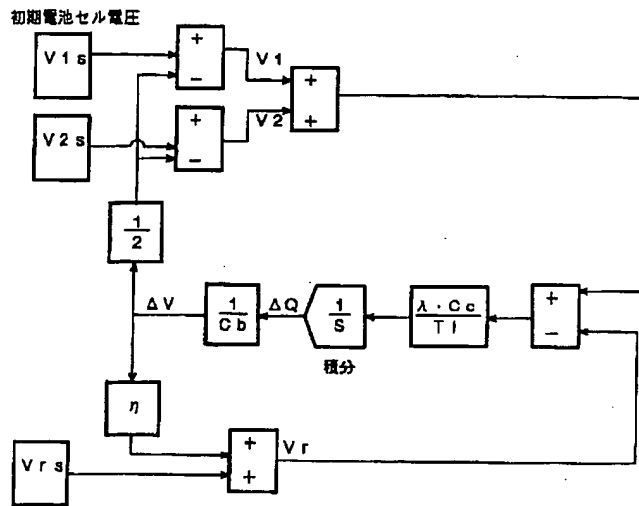 初期電池セル電圧
V1s
+
−
V1
+
+
V2s
+
−
V2
1/2
ΔV
1/Cb
ΔQ
1/S
積分
λ・Cc/Tl
+
−
η
Vrs
+
+
Vr